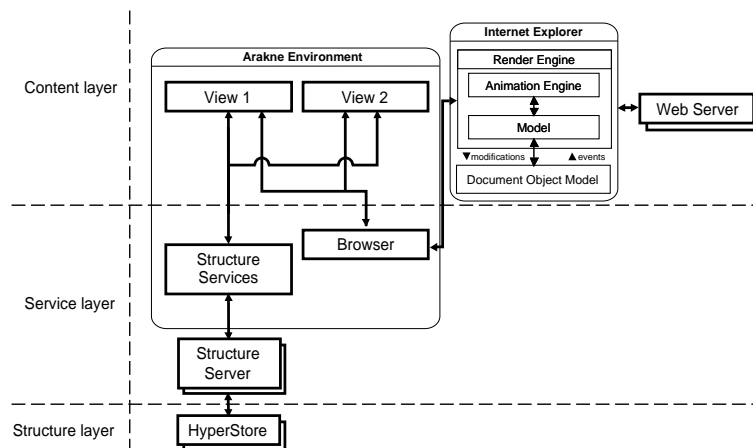 Internet Explorer
Arakne Environment
Render Engine
Content layer
View 1
View 2
Animation Engine
Web Server
Model
▼modifications
▲events
Document Object Model
Browser
Structure
Services
Service layer
Structure
Server
Structure layer
HyperStore